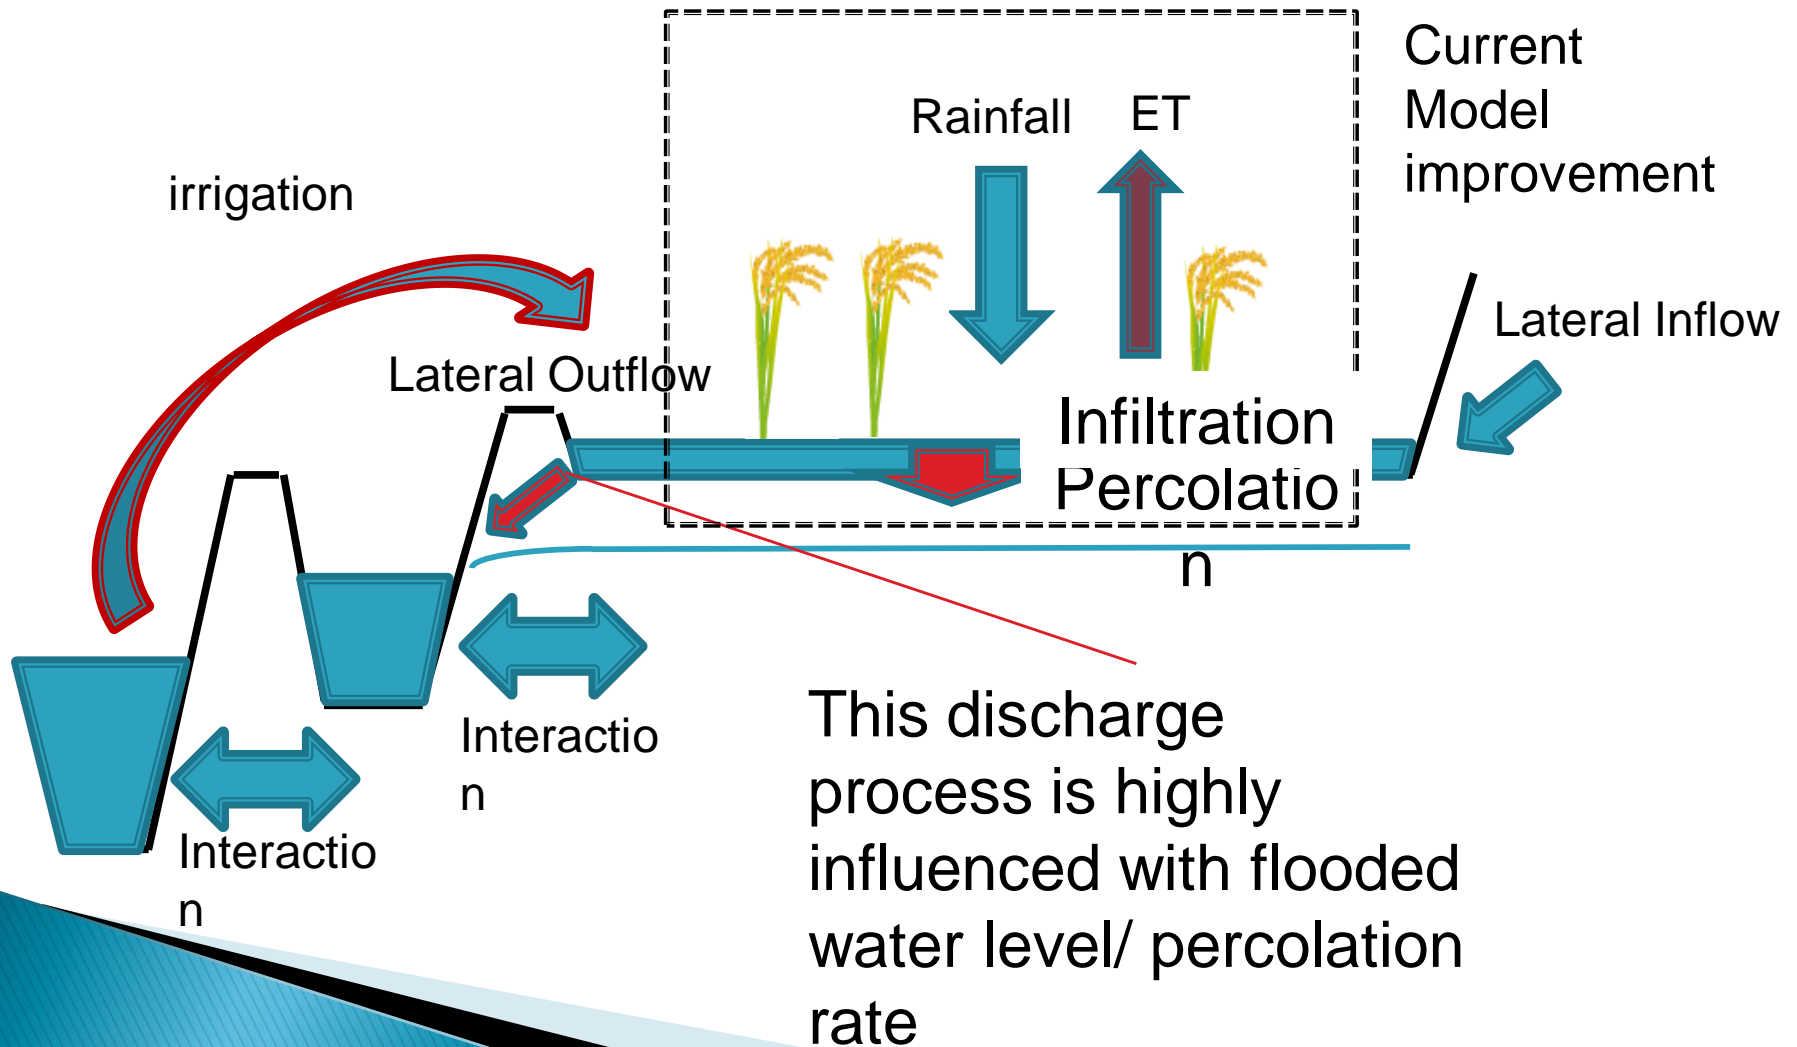 Current
Model
improvement
Rainfall
ET
irrigation
Lateral Inflow
Lateral Outflow
Infiltration
Percolatio
n
Interactio
n
Interactio
n
This discharge
process is highly
influenced with flooded
water level/ percolation
rate